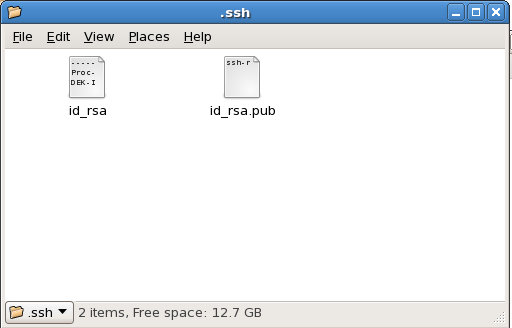 .ssh
File Edit View Places Help
-----
Proc-
DEK-I
ssh-r
id_rsa
id_rsa.pub
.ssh
2 items, Free space: 12.7 GB